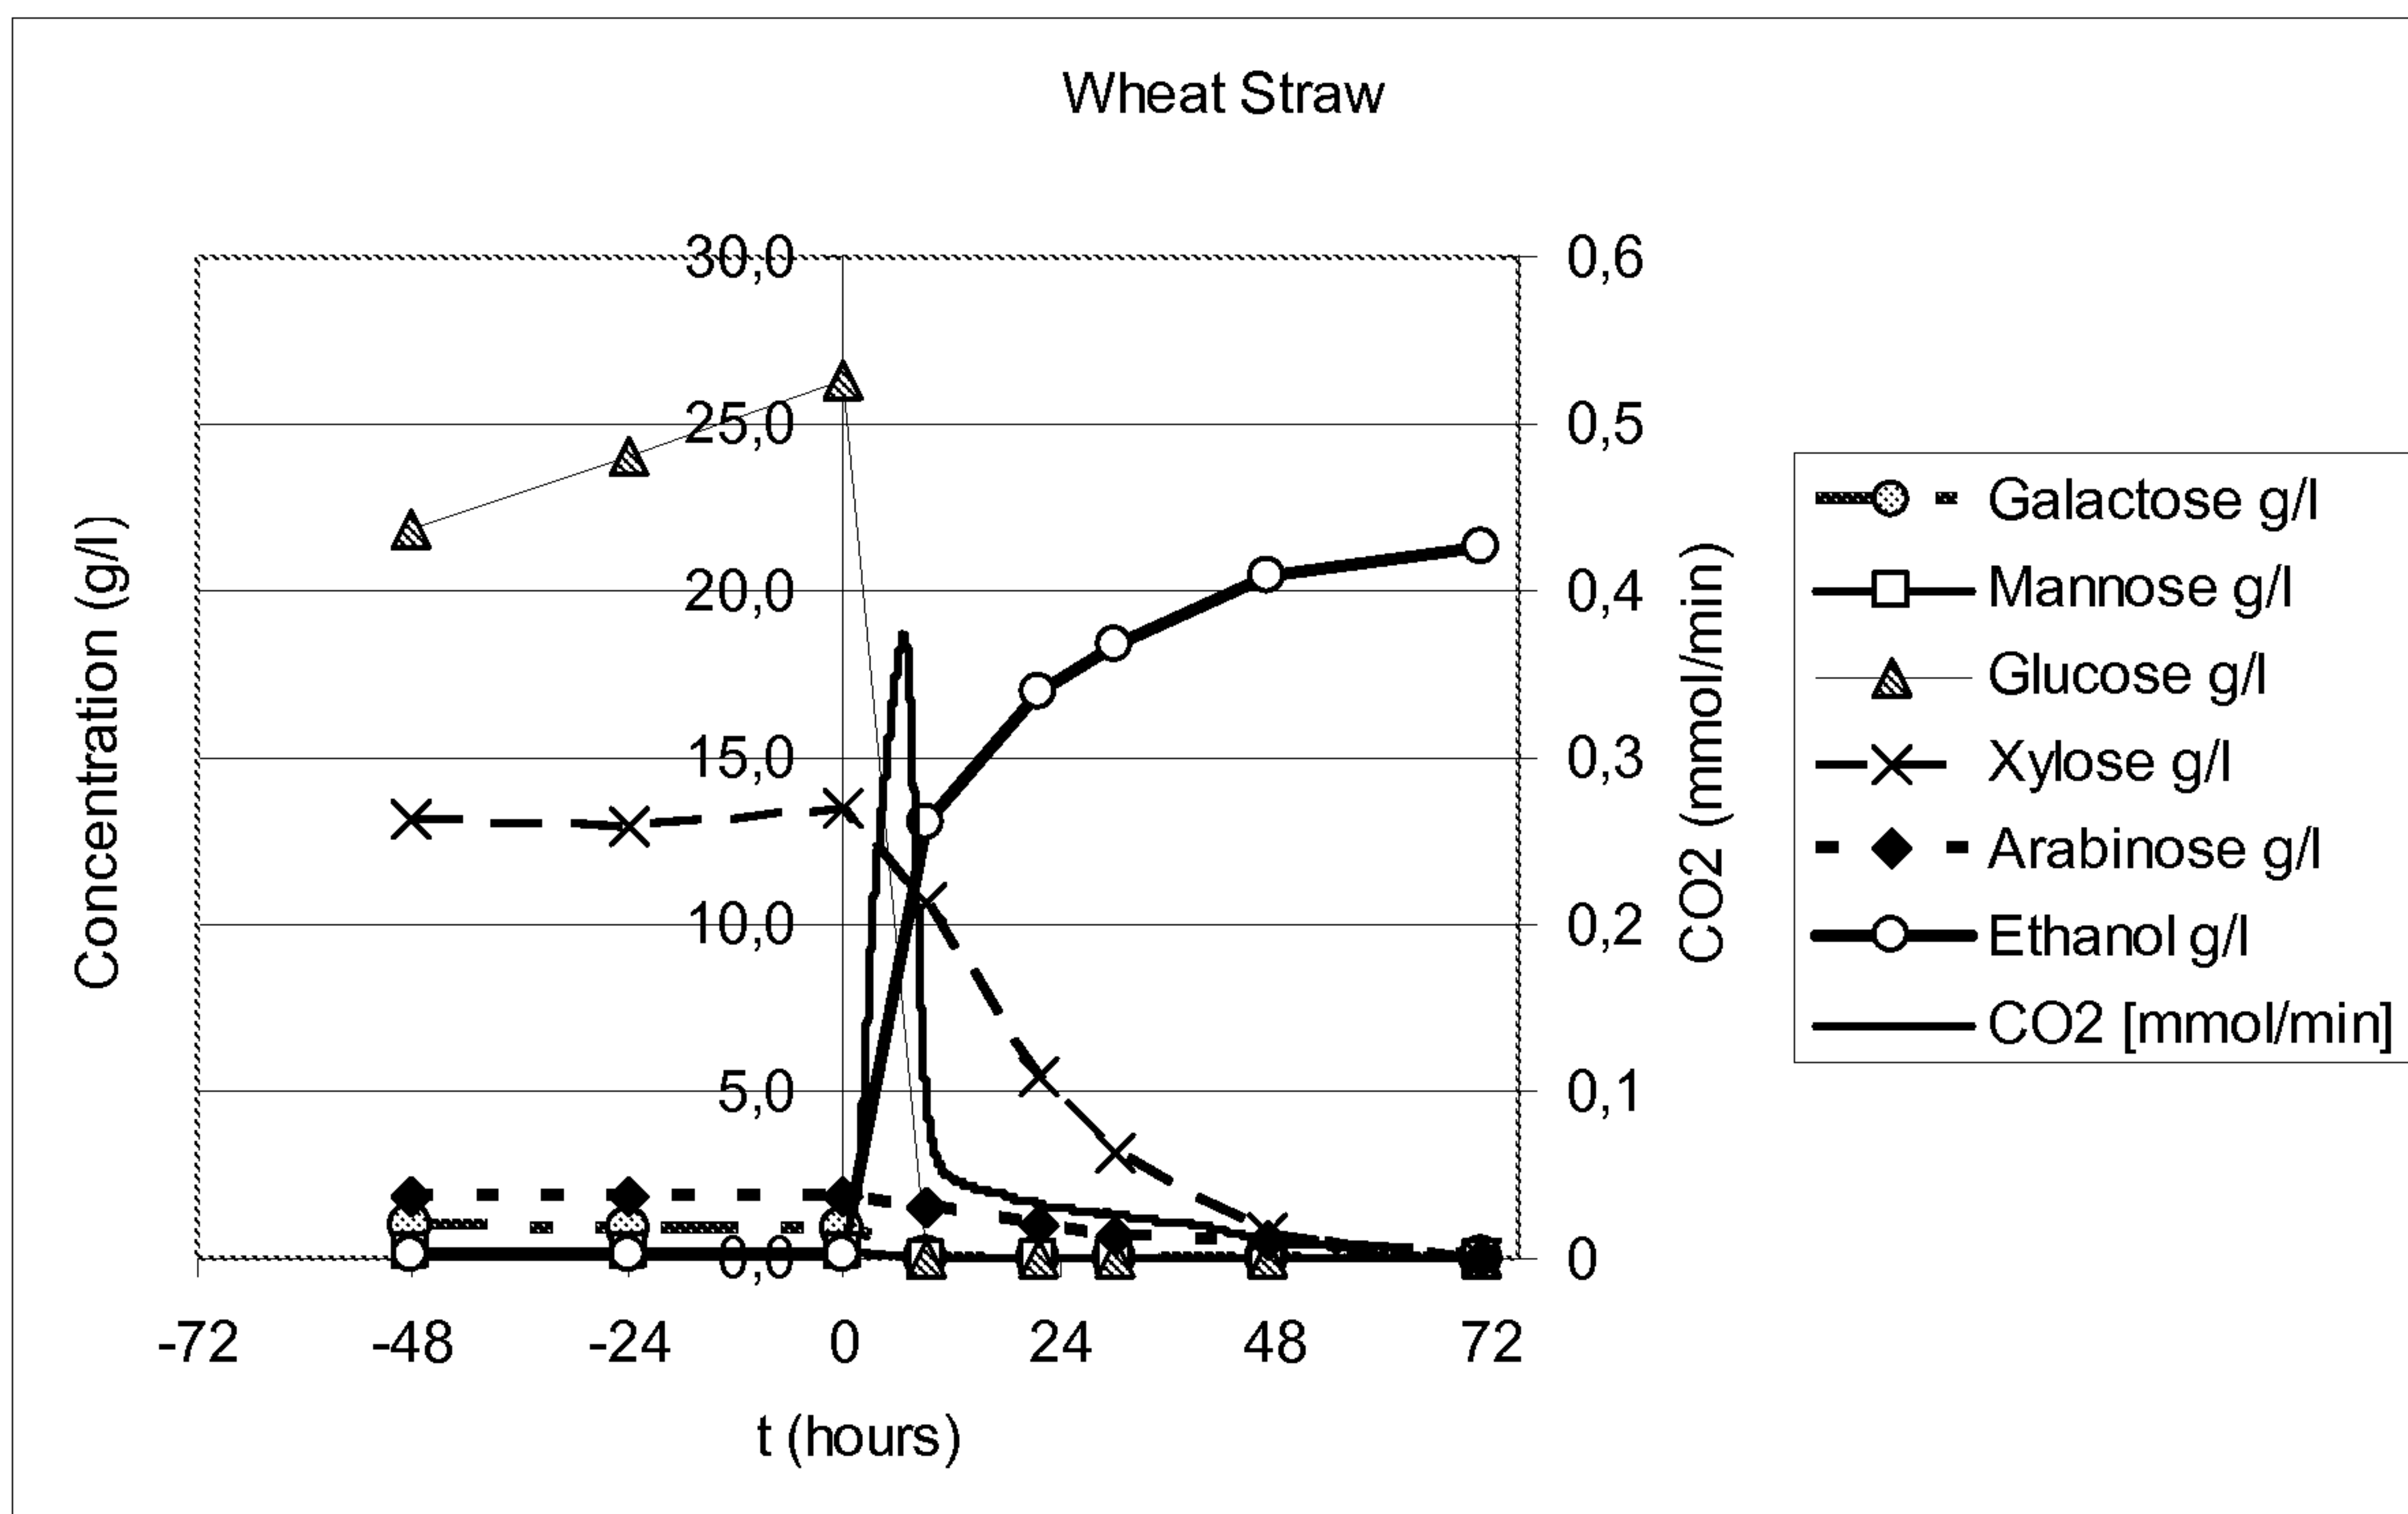 Wheat Straw
Concentration (g/l)
30,0
25,0
20,0
15,0
10,0
5,0
0,0
0,6
0,5
0,4
0,3
0,2
0,1
0
CO2 (mmol/min )
-72 -48 -24 0 24 48 72
t (hours)
Galactose g/l
Mannose g/l
Glucose g/l
Xylose g/l
Arabinose g/l
Ethanol g/l
CO2 [mmol/min]